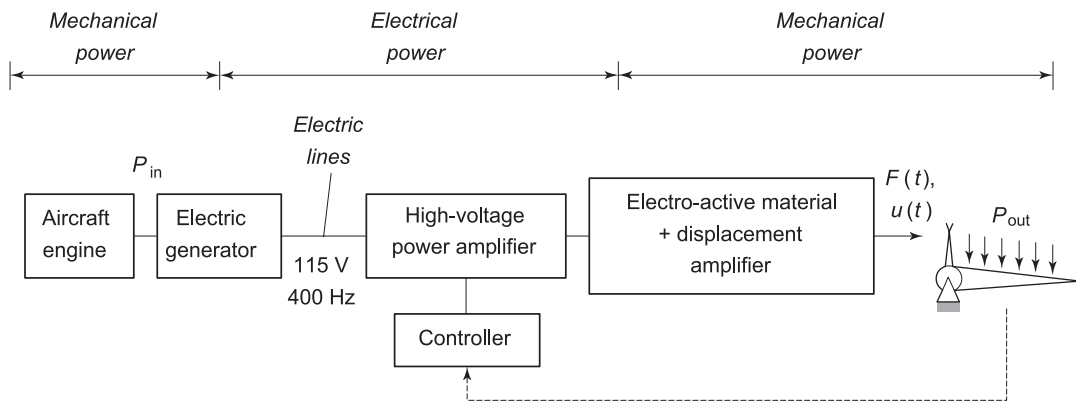 Mechanical
power
Electrical
power
Mechanical
power
Electric
lines
P in
Aircraft
engine
Electric
generator
115 V
400 Hz
High-voltage
power amplifier
Electro-active material
+ displacement
amplifier
F (t),
u (t)
P out
Controller